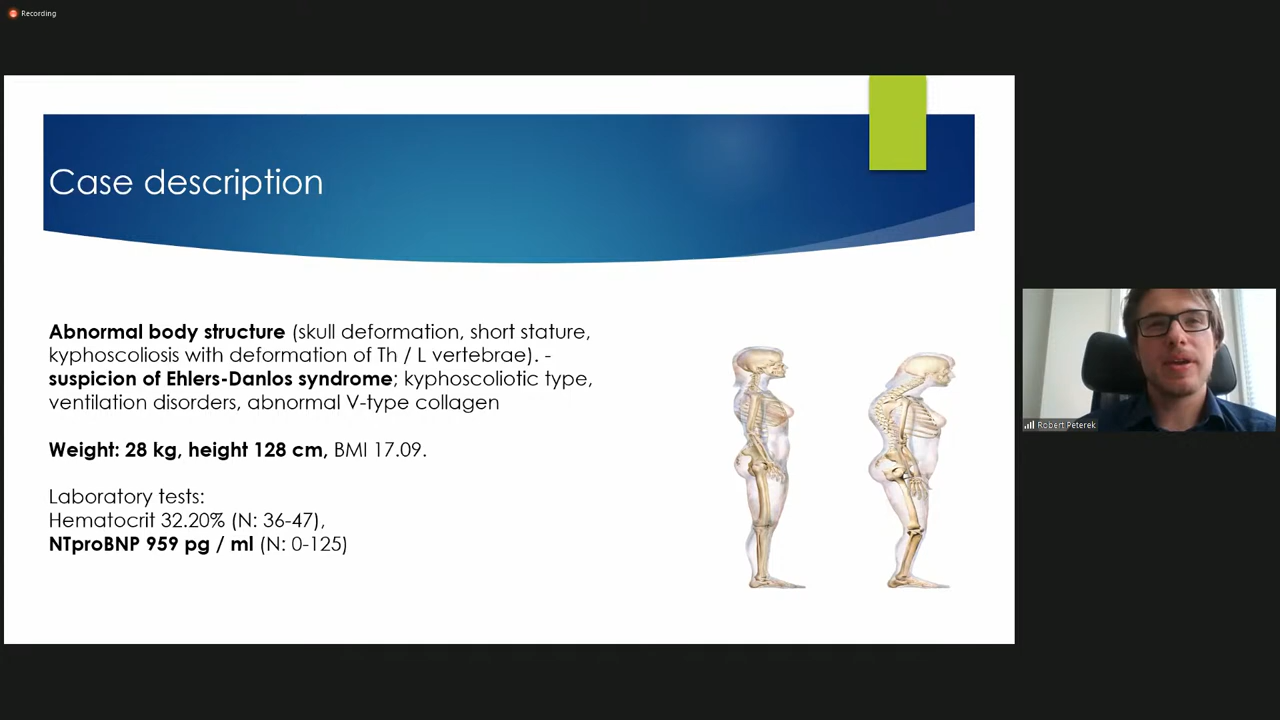 Recording
Case description
Abnormal body structure (skull deformation, short stature,
kyphoscoliosis with deformation of Th / L vertebrae). -
suspicion of Ehlers-Danlos syndrome; kyphoscoliotic type,
ventilation disorders, abnormal V-type collagen
Weight: 28 kg, height 128 cm, BMI 17.09.
Laboratory tests:
Hematocrit 32.20% (N: 36-47),
NTproBNP 959 pg / ml (N: 0-125)
Robert Peterek